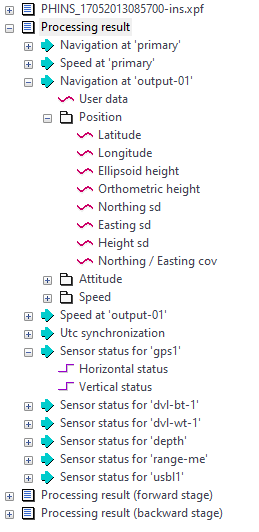 PHINS_17052013085700-ins.xpf
Processing result
Navigation at 'primary'
Speed at 'primary'
Navigation at 'output-01'
User data
Position
Latitude
Longitude
Ellipsoid height
Orthometric height
Northing sd
Easting sd
Height sd
Northing / Easting cov
Attitude
Speed
Speed at 'output-01'
Utc synchronization
Sensor status for 'gps1'
Horizontal status
Vertical status
Sensor status for 'dvl-bt-1'
Sensor status for 'dvl-wt-1'
Sensor status for 'depth'
Sensor status for 'range-me'
Sensor status for 'usbl1'
Processing result (forward stage)
Processing result (backward stage)